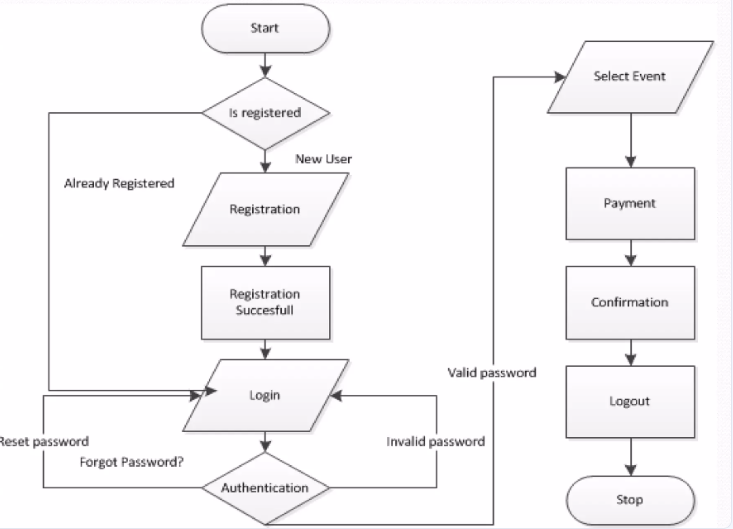 Start
Is registered
New User
Already Registered
Registration
Registration
Succesfull
Login
Reset password
Forgot Password?
Invalid password
Authentication
Valid password
Select Event
Payment
Confirmation
Logout
Stop